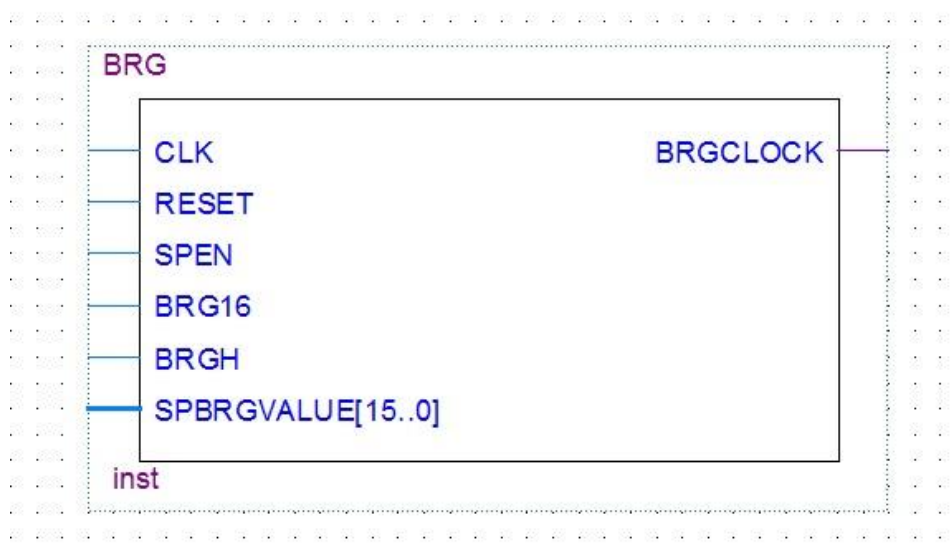 BRG
CLK
BRGCLOCK
RESET
SPEN
BRG16
BRGH
SPBRGVALUE[15..0]
inst